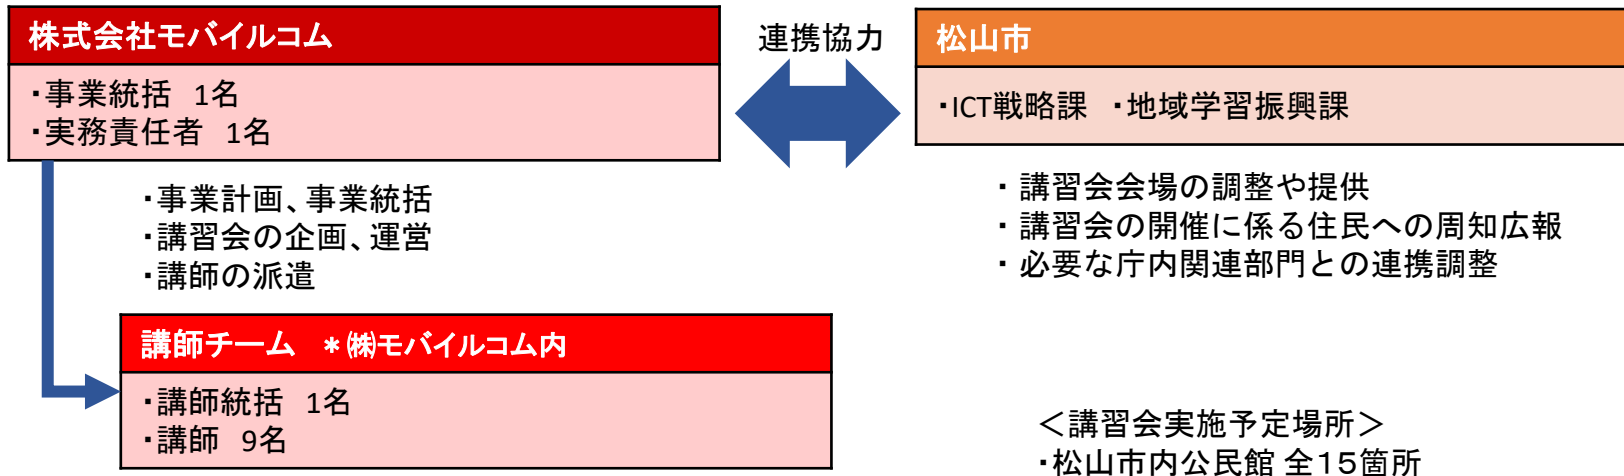 株式会社モバイルコム
・事業統括 1名
・実務責任者 1名
連携協力
松山市
・ICT戦略課 ・地域学習振興課
・事業計画、事業統括
・講習会の企画、運営
・講師の派遣
・ 講習会会場の調整や提供
・ 講習会の開催に係る住民への周知広報
・ 必要な庁内関連部門との連携調整
講師チーム ＊㈱モバイルコム内
・講師統括 1名
・講師 9名
＜講習会実施予定場所＞
・松山市内公民館 全１５箇所